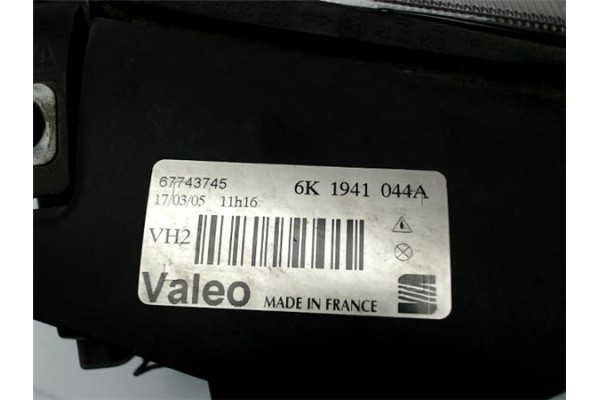 67743745 6K 1941 044A
17/03/05 11h16
VH2
Valeo MADE IN FRANCE